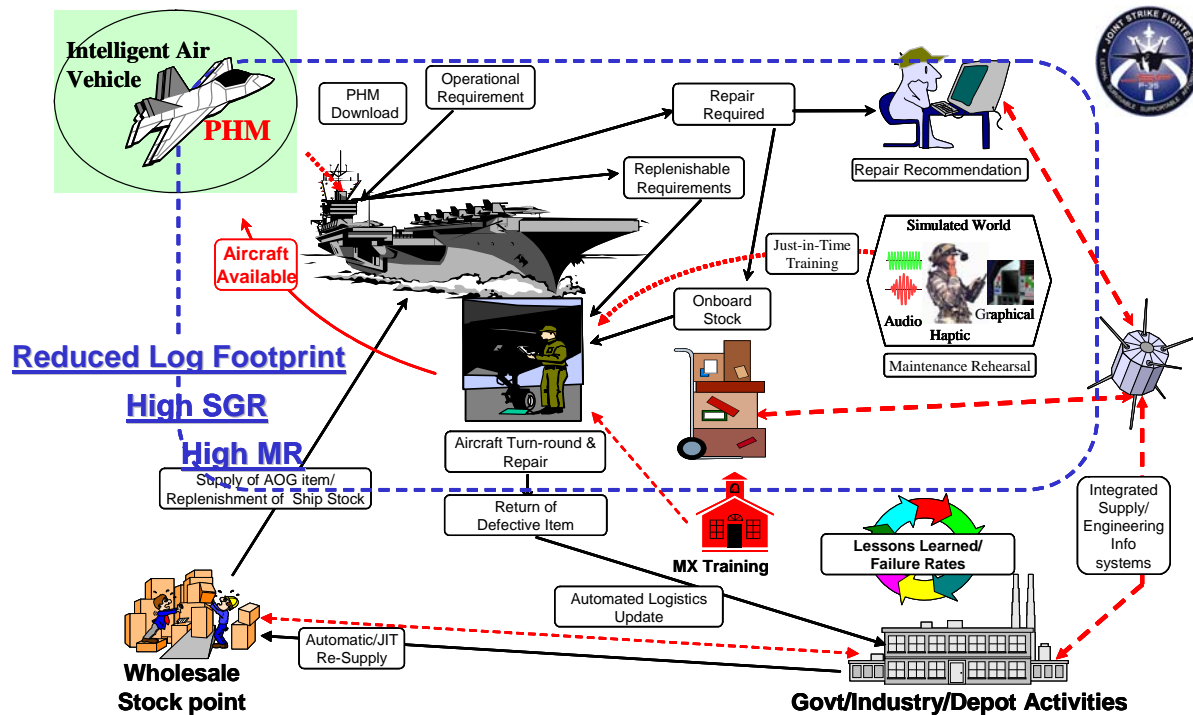 Intelligent Air
Vehicle
PHM
PHM
Download
Operational
Requirement
Repair
Required
JOINT STRIKE FIGHTER
F-35
Replenishable
Requirements
Repair Recommendation
Aircraft
Available
Just-in-Time
Training
Simulated World
Audio
Graphical
Haptic
Onboard
Stock
Maintenance Rehearsal
Reduced Log Footprint
High SGR
High MR
Supply of AOG item/
Replenishment of Ship Stock
Aircraft Turn-round &
Repair
Return of
Defective Item
MX Training
Integrated
Supply/
Engineering
Info
systems
Lessons Learned/
Failure Rates
Automated Logistics
Update
Automatic/JIT
Re-Supply
Wholesale
Stock point
Govt/Industry/Depot Activities